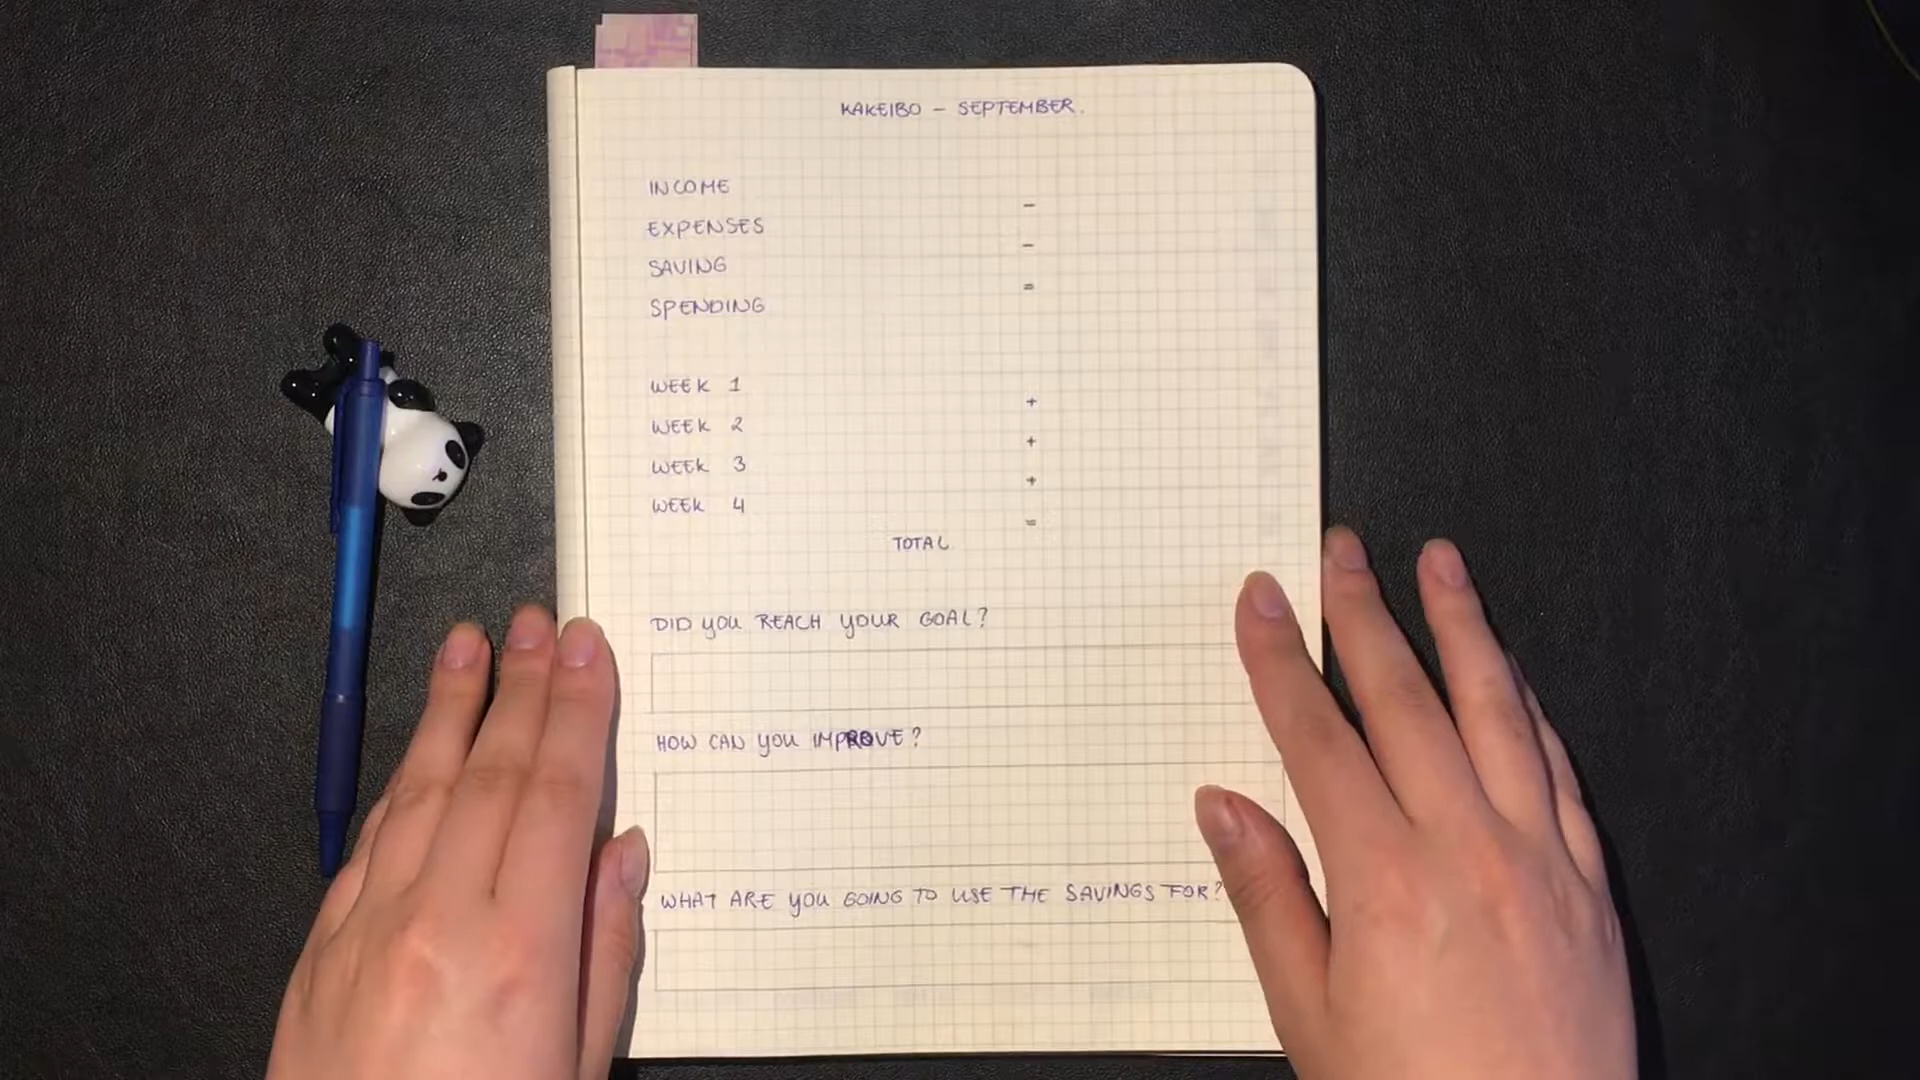 KAKEIBO - SEPTEMBER.
INCOME
-
EXPENSES
-
SAVING
=
SPENDING
WEEK 1
+
WEEK 2
+
WEEK 3
+
WEEK 4
=
TOTAL
DID YOU REACH YOUR GOAL?
HOW CAN YOU IMPROVE?
WHAT ARE YOU GOING TO USE THE SAVINGS FOR?